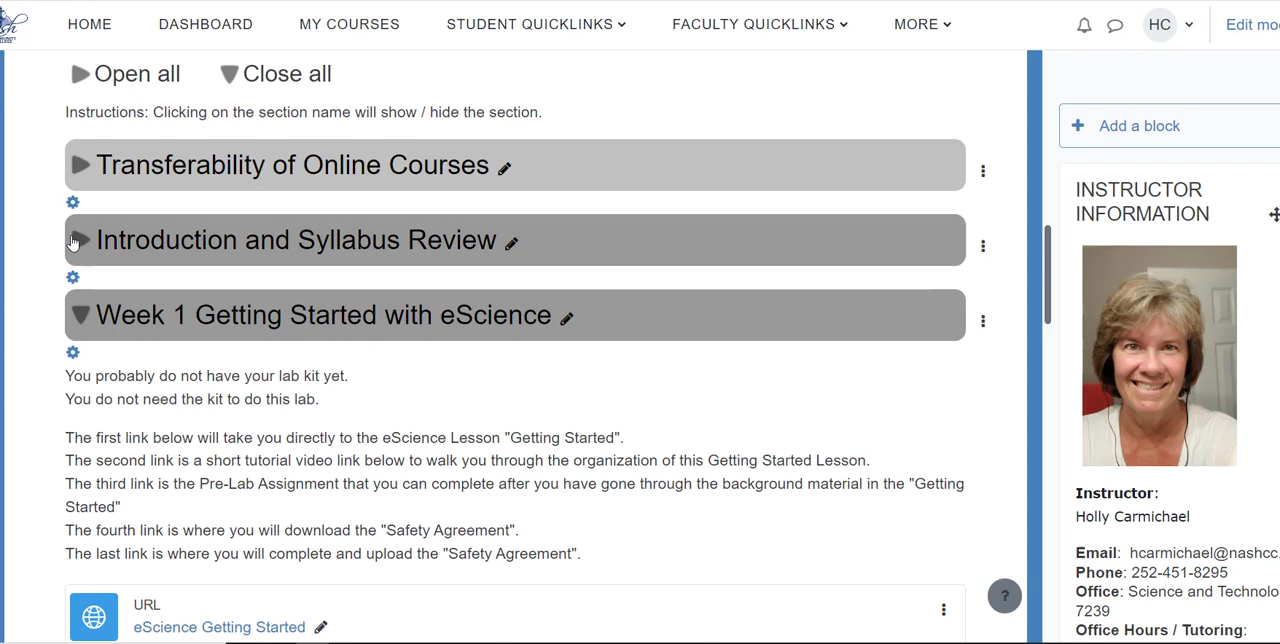 HOME DASHBOARD MY COURSES STUDENT QUICKLINKS FACULTY QUICKLINKS MORE HC Edit mo
Open all Close all
Instructions: Clicking on the section name will show / hide the section.
Transferability of Online Courses
Introduction and Syllabus Review
Week 1 Getting Started with eScience
You probably do not have your lab kit yet.
You do not need the kit to do this lab.
The first link below will take you directly to the eScience Lesson "Getting Started".
The second link is a short tutorial video link below to walk you through the organization of this Getting Started Lesson.
The third link is the Pre-Lab Assignment that you can complete after you have gone through the background material in the "Getting
Started"
The fourth link is where you will download the "Safety Agreement".
The last link is where you will complete and upload the "Safety Agreement".
URL
eScience Getting Started
?
+ Add a block
INSTRUCTOR
INFORMATION
Instructor:
Holly Carmichael
Email: hcarmichael@nashcc.
Phone: 252-451-8295
Office: Science and Technolo
7239
Office Hours / Tutoring: